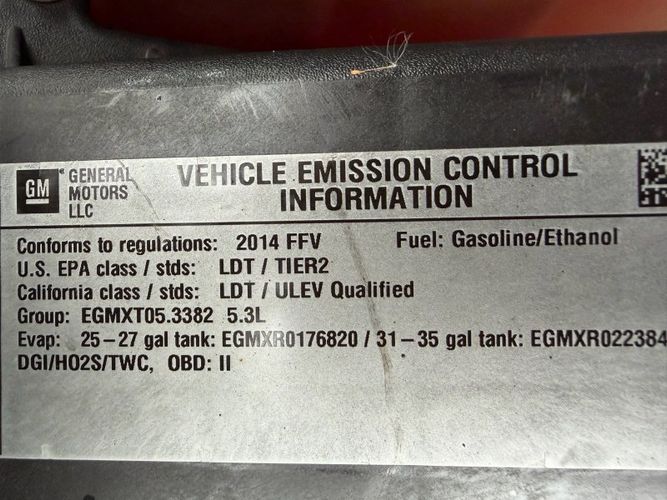 GM
GENERAL
MOTORS
LLC
VEHICLE EMISSION CONTROL
INFORMATION
Conforms to regulations: 2014 FFV Fuel: Gasoline/Ethanol
U.S. EPA class / stds: LDT / TIER2
California class / stds: LDT / ULEV Qualified
Group: EGMXT05.3382 5.3L
Evap: 25-27 gal tank: EGMXR0176820 / 31-35 gal tank: EGMXR022384
DGI/HO2S/TWC, OBD: II